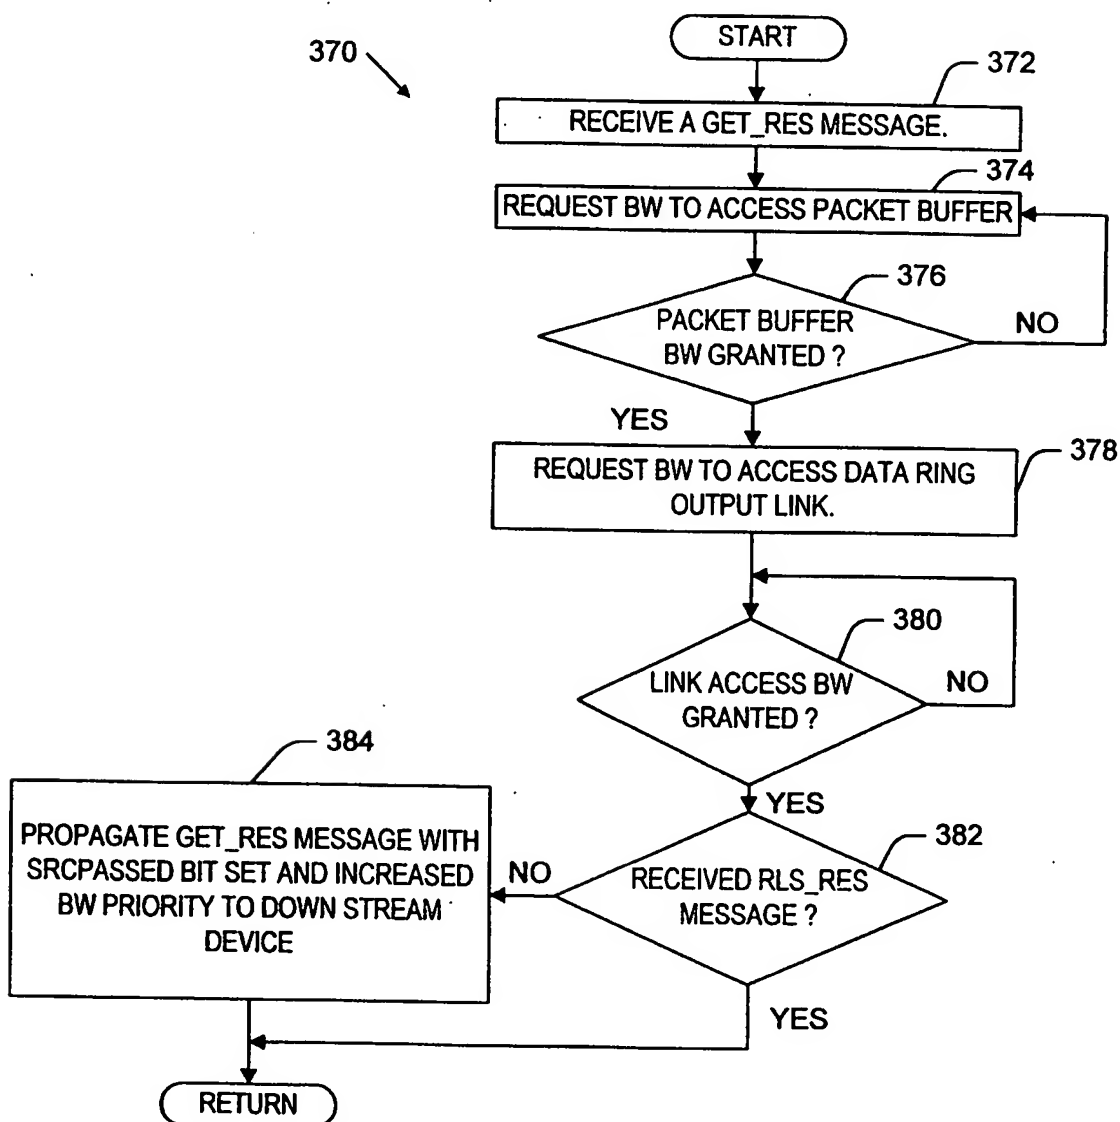 START
370
372
RECEIVE A GET_RES MESSAGE.
374
REQUEST BW TO ACCESS PACKET BUFFER
376
PACKET BUFFER
BW GRANTED ?
NO
YES
378
REQUEST BW TO ACCESS DATA RING
OUTPUT LINK.
380
LINK ACCESS BW
GRANTED ?
NO
YES
382
RECEIVED RLS_RES
MESSAGE ?
NO
384
PROPAGATE GET_RES MESSAGE WITH
SRCPASSED BIT SET AND INCREASED
BW PRIORITY TO DOWN STREAM
DEVICE
YES
RETURN